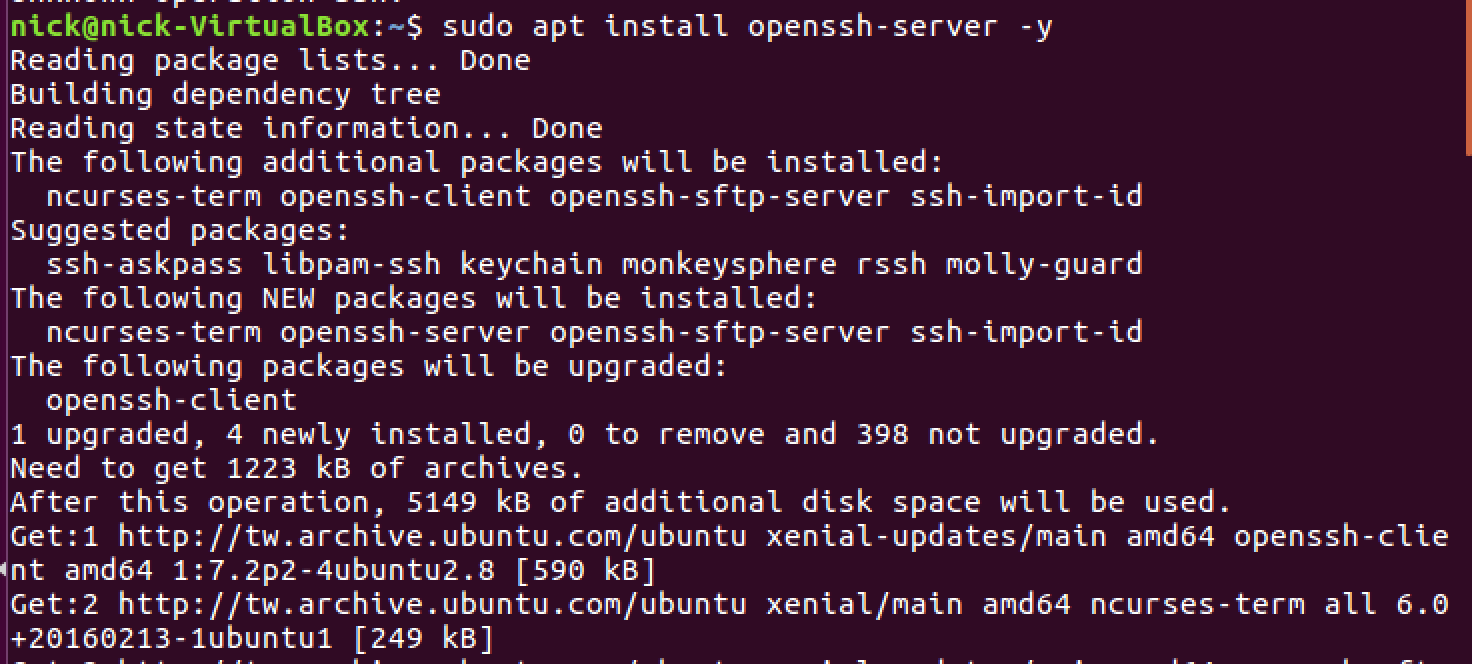 nick@nick-VirtualBox:~$ sudo apt install openssh-server -y
Reading package lists... Done
Building dependency tree
Reading state information... Done
The following additional packages will be installed:
  ncurses-term openssh-client openssh-sftp-server ssh-import-id
Suggested packages:
  ssh-askpass libpam-ssh keychain monkeysphere rssh molly-guard
The following NEW packages will be installed:
  ncurses-term openssh-server openssh-sftp-server ssh-import-id
The following packages will be upgraded:
  openssh-client
1 upgraded, 4 newly installed, 0 to remove and 398 not upgraded.
Need to get 1223 kB of archives.
After this operation, 5149 kB of additional disk space will be used.
Get:1 http://tw.archive.ubuntu.com/ubuntu xenial-updates/main amd64 openssh-clie
nt amd64 1:7.2p2-4ubuntu2.8 [590 kB]
Get:2 http://tw.archive.ubuntu.com/ubuntu xenial/main amd64 ncurses-term all 6.0
+20160213-1ubuntu1 [249 kB]